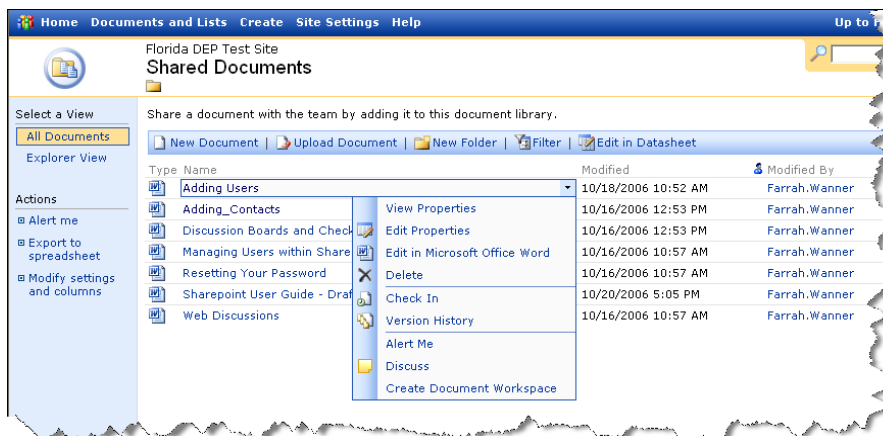 Home Documents and Lists Create Site Settings Help Up to
Florida DEP Test Site
Shared Documents
Select a View
All Documents
Explorer View
Actions
Alert me
Export to
spreadsheet
Modify settings
and columns
Share a document with the team by adding it to this document library.
New Document | Upload Document | New Folder | Filter | Edit in Datasheet
Type Name Modified Modified By
Adding Users 10/18/2006 10:52 AM Farrah.Wanner
Adding_Contacts 10/16/2006 12:53 PM Farrah.Wanner
Discussion Boards and Check 10/16/2006 12:53 PM Farrah.Wanner
Managing Users within Share 10/16/2006 10:57 AM Farrah.Wanner
Resetting Your Password 10/16/2006 10:57 AM Farrah.Wanner
Sharepoint User Guide - Draf 10/20/2006 5:05 PM Farrah.Wanner
Web Discussions 10/16/2006 10:57 AM Farrah.Wanner
View Properties
Edit Properties
Edit in Microsoft Office Word
Delete
Check In
Version History
Alert Me
Discuss
Create Document Workspace